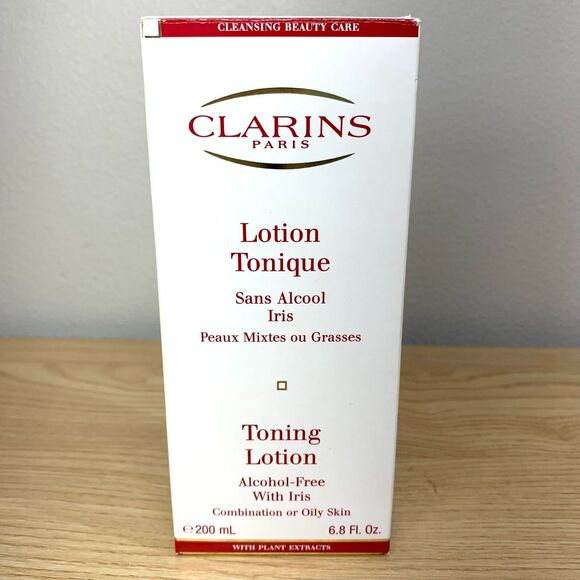 CLEANSING BEAUTY CARE
CLARINS
PARIS
Lotion
Tonique
Sans Alcool
Iris
Peaux Mixtes ou Grasses
Toning
Lotion
Alcohol-Free
With Iris
Combination or Oily Skin
℮200 mL 6.8 Fl. Oz.
WITH PLANT EXTRACTS